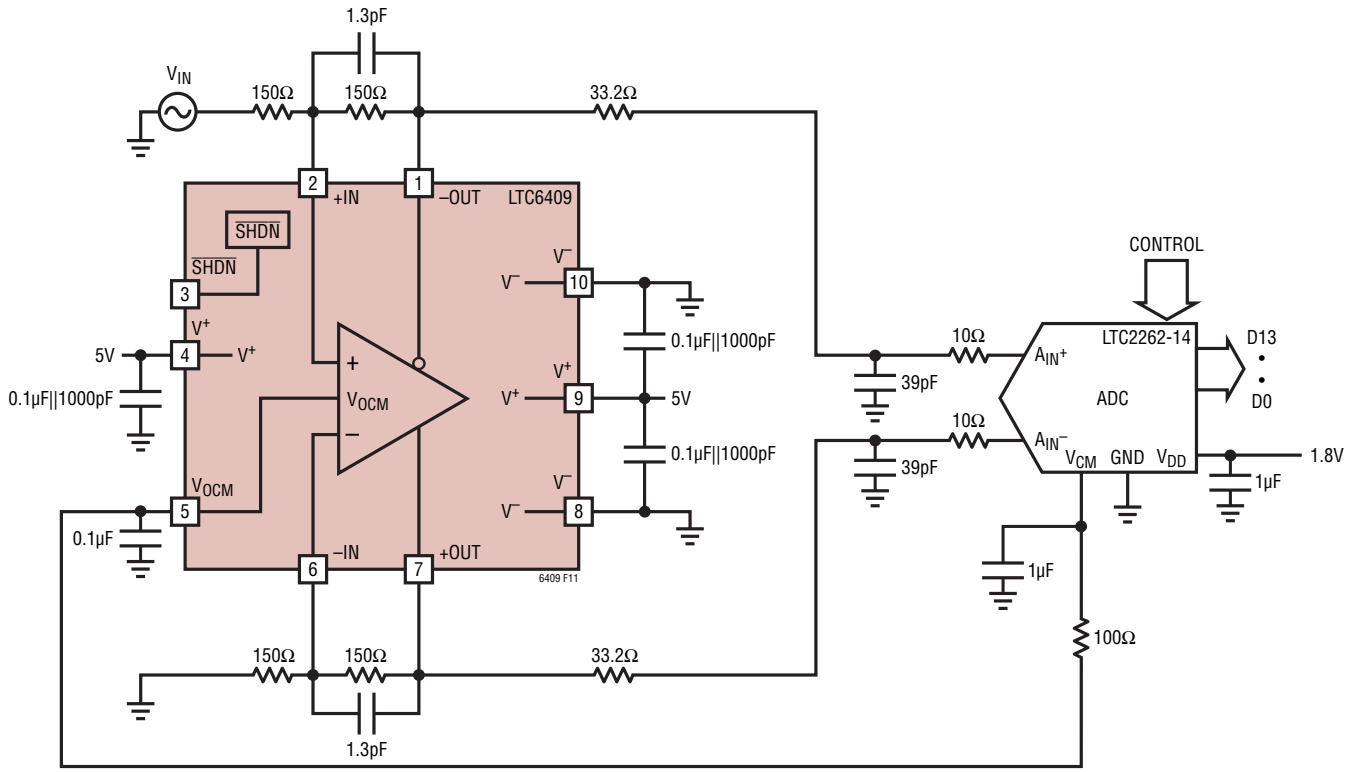 1.3pF
VIN
150Ω 150Ω 33.2Ω
2 1 LTC6409
+IN –OUT
SHDN
SHDN
3
V–
V– 10
CONTROL
V+
5V 4 V+
0.1µF||1000pF
0.1µF||1000pF
+
VOCM
–
V+
V+ 9 5V
0.1µF||1000pF
10Ω
AIN+
LTC2262-14
D13
•
•
D0
39pF
ADC
10Ω
AIN–
39pF
VCM GND VDD
1.8V
1µF
VOCM
5
0.1µF
V–
V– 8
–IN +OUT
6 7
6409 F11
1µF
100Ω
150Ω 150Ω 33.2Ω
1.3pF